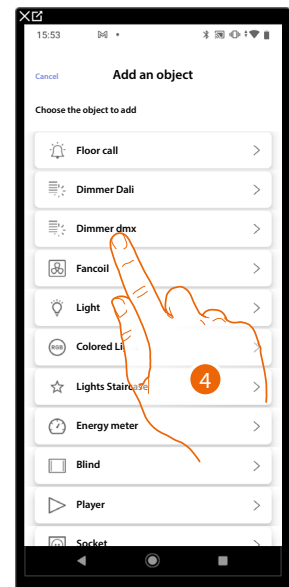 15:53
Cancel Add an object
Choose the object to add
Floor call
Dimmer Dali
Dimmer dmx
Fancoil
Light
RGB Colored Li
4
Lights Staircase
Energy meter
Blind
Player
Socket